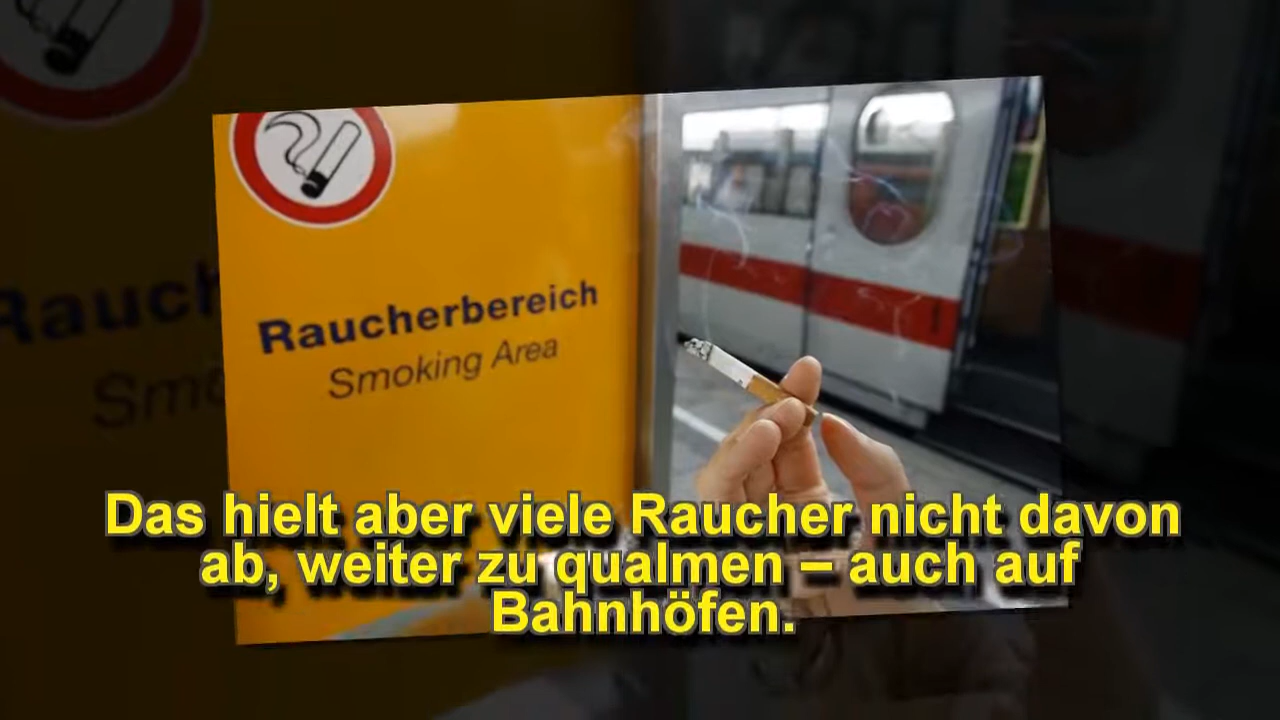 Raucherbereich
Smoking Area
Das hielt aber viele Raucher nicht davon
ab, weiter zu qualmen – auch auf
Bahnhöfen.